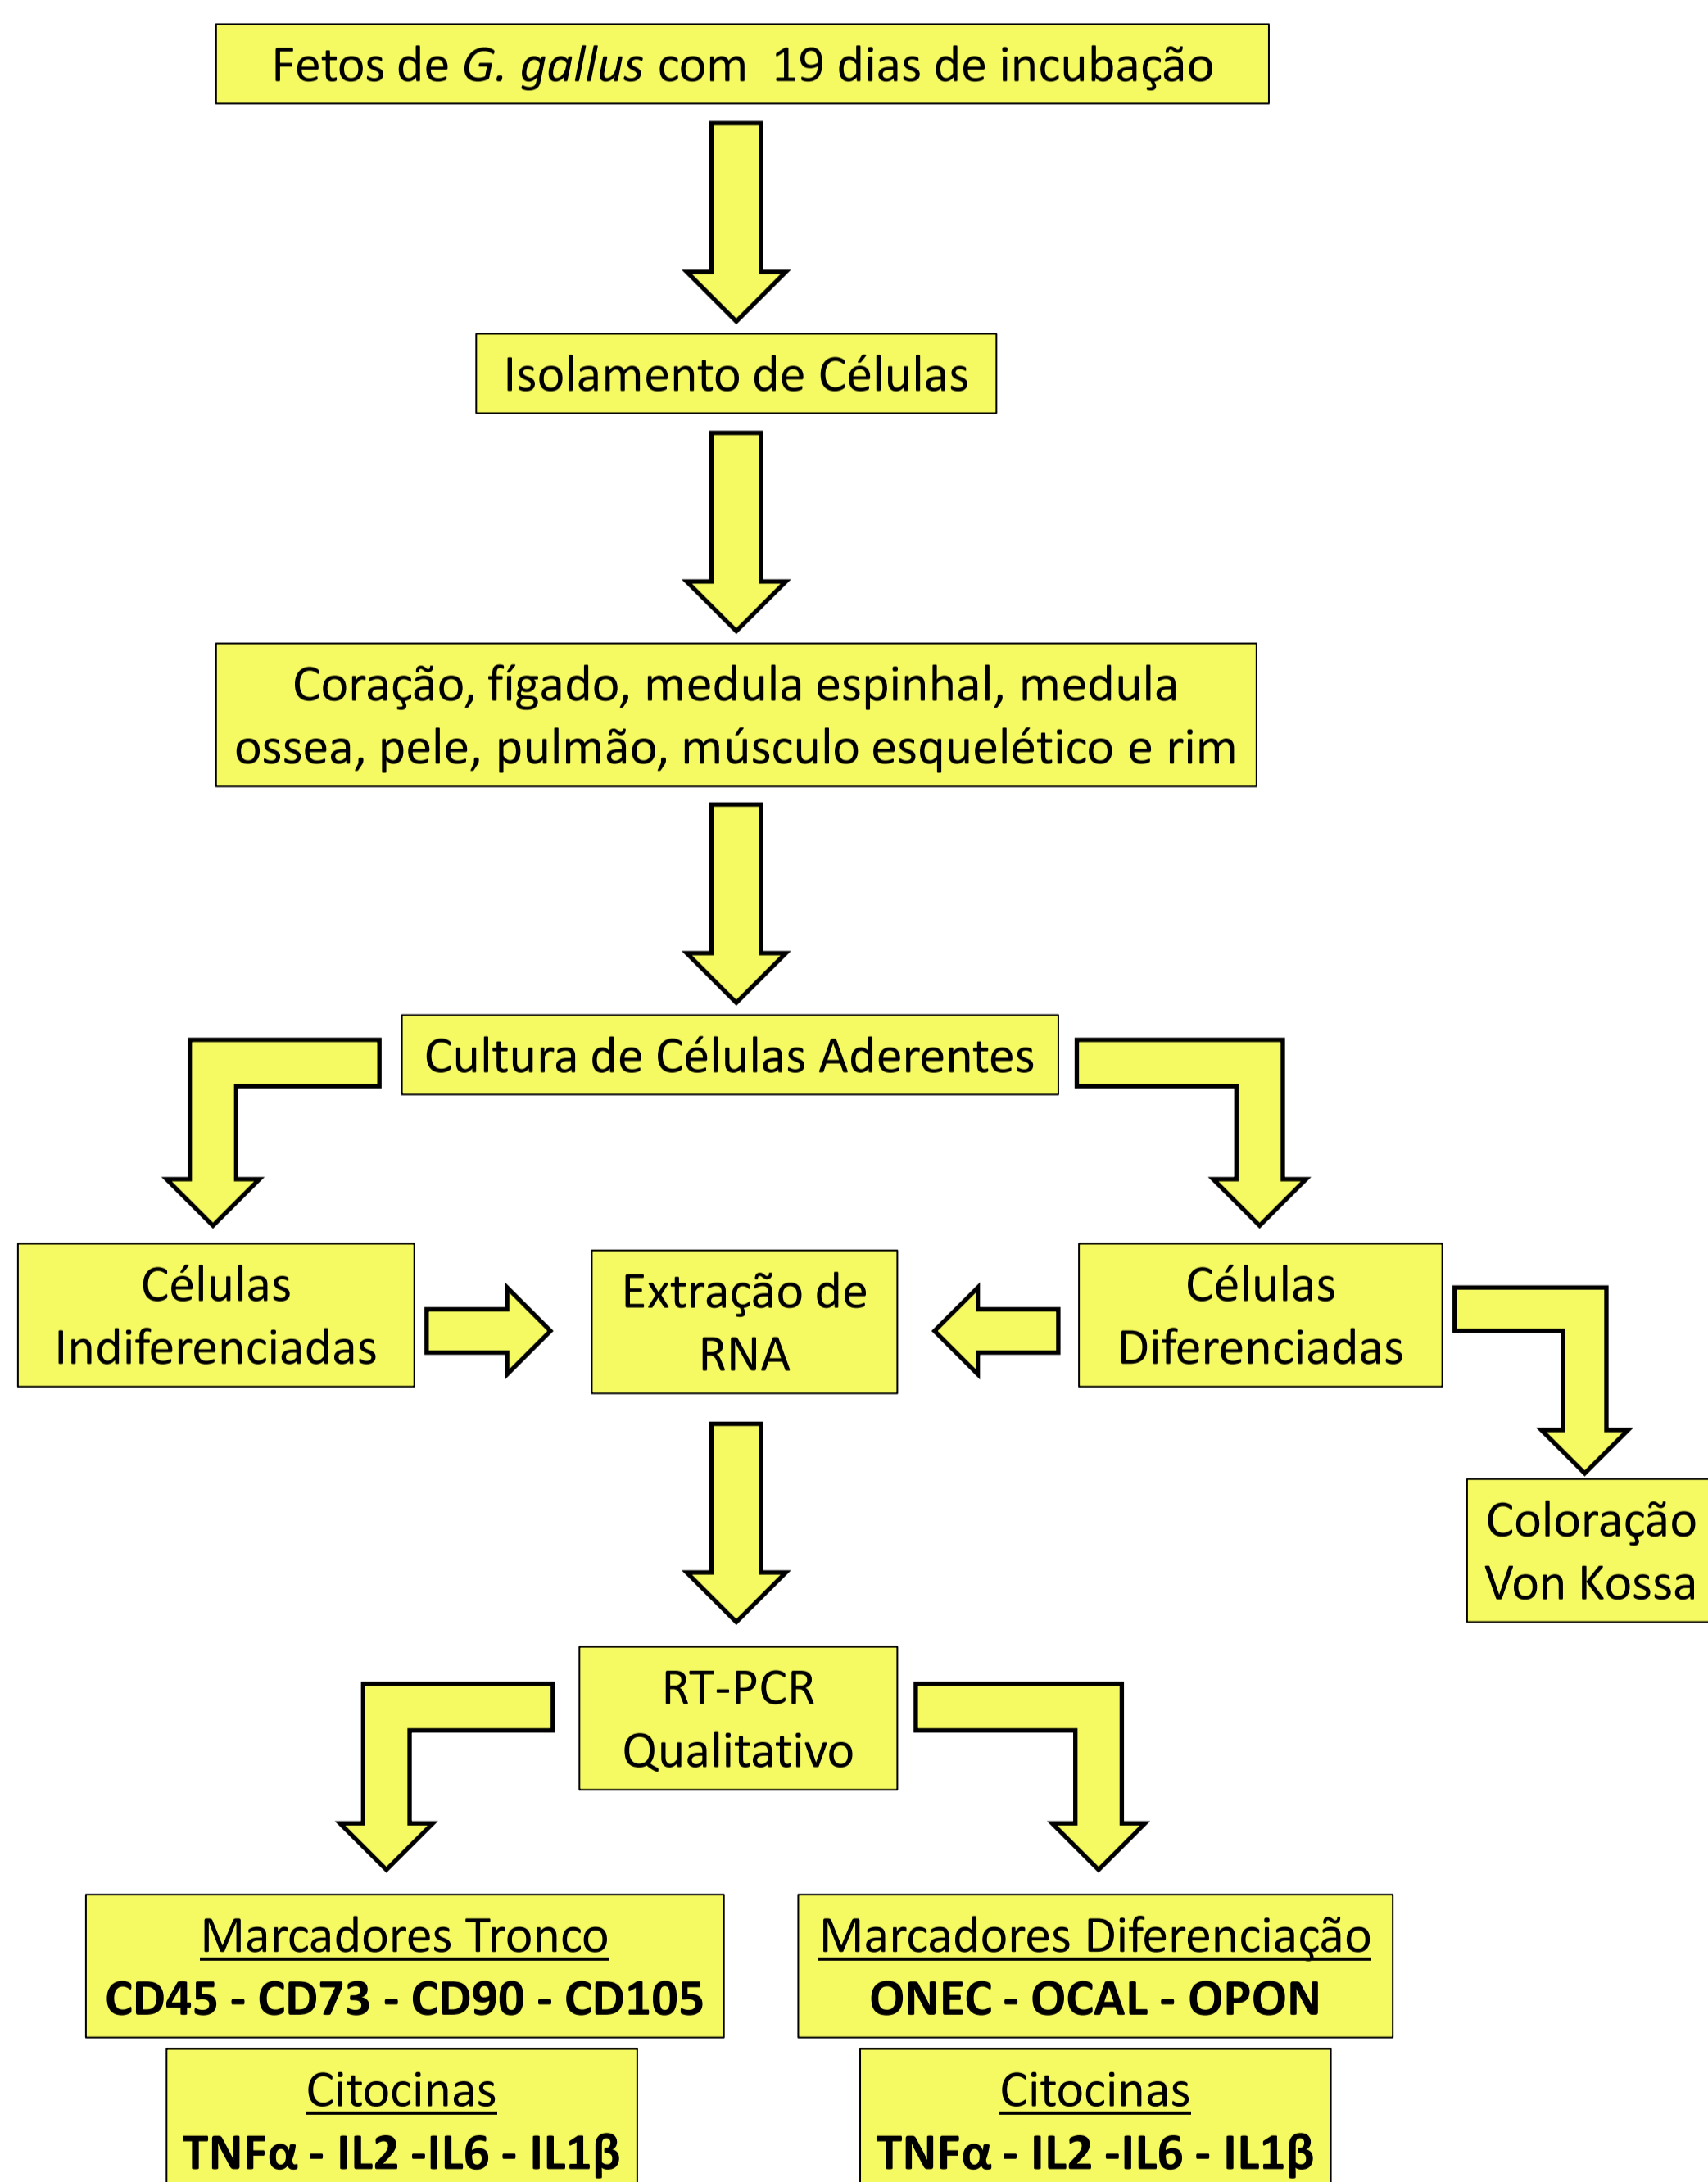 Fetos de G. gallus com 19 dias de incubação
Isolamento de Células
Coração, fígado, medula espinhal, medula
ossea, pele, pulmão, músculo esquelético e rim
Cultura de Células Aderentes
Células
Indiferenciadas
Extração de
RNA
Células
Diferenciadas
Coloração
Von Kossa
RT-PCR
Qualitativo
Marcadores Tronco
CD45 - CD73 - CD90 - CD105
Marcadores Diferenciação
ONEC - OCAL - OPON
Citocinas
TNFα - IL2 -IL6 - IL1β
Citocinas
TNFα - IL2 -IL6 - IL1β